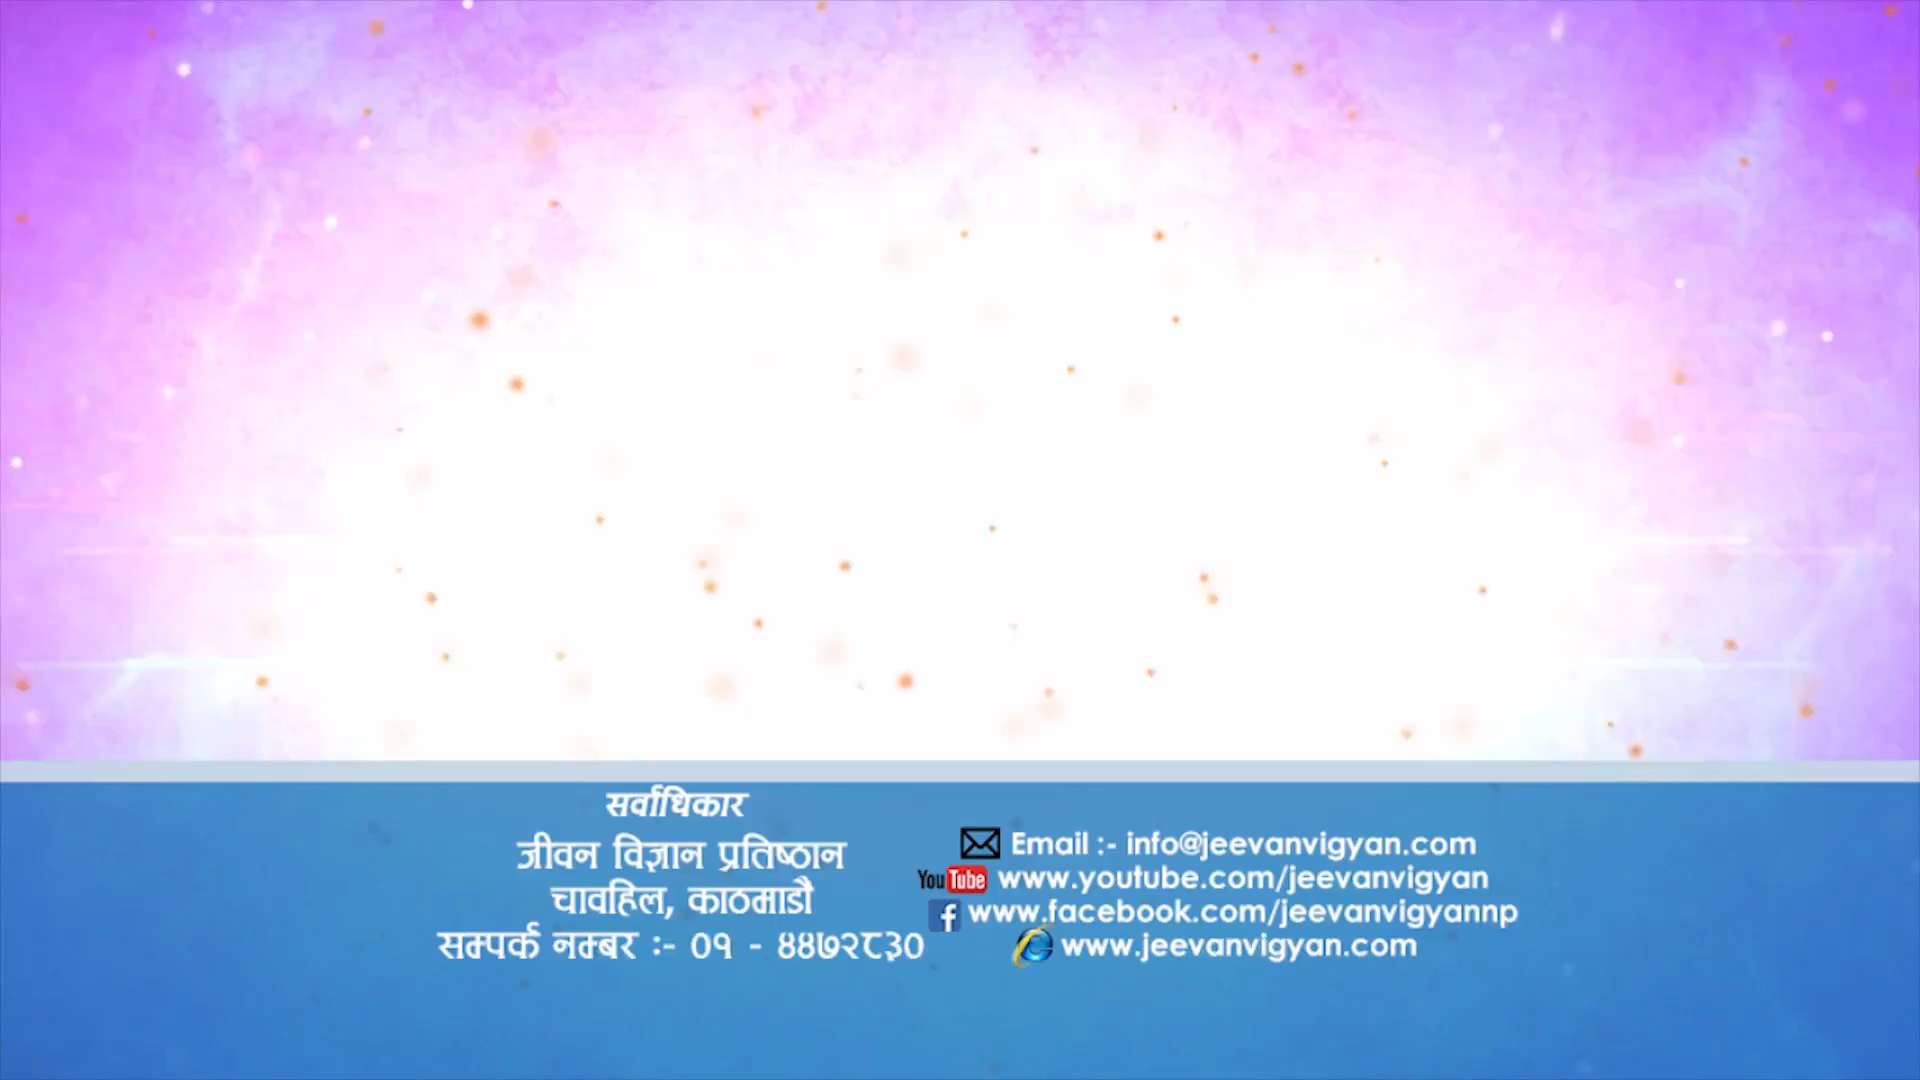 सर्वाधिकार
जीवन विज्ञान प्रतिष्ठान
चावहिल, काठमाडौ
सम्पर्क नम्बर :- ०१ - ४४७२८३०
Email :- info@jeevanvigyan.com
YouTube www.youtube.com/jeevanvigyan
f www.facebook.com/jeevanvigyannp
www.jeevanvigyan.com